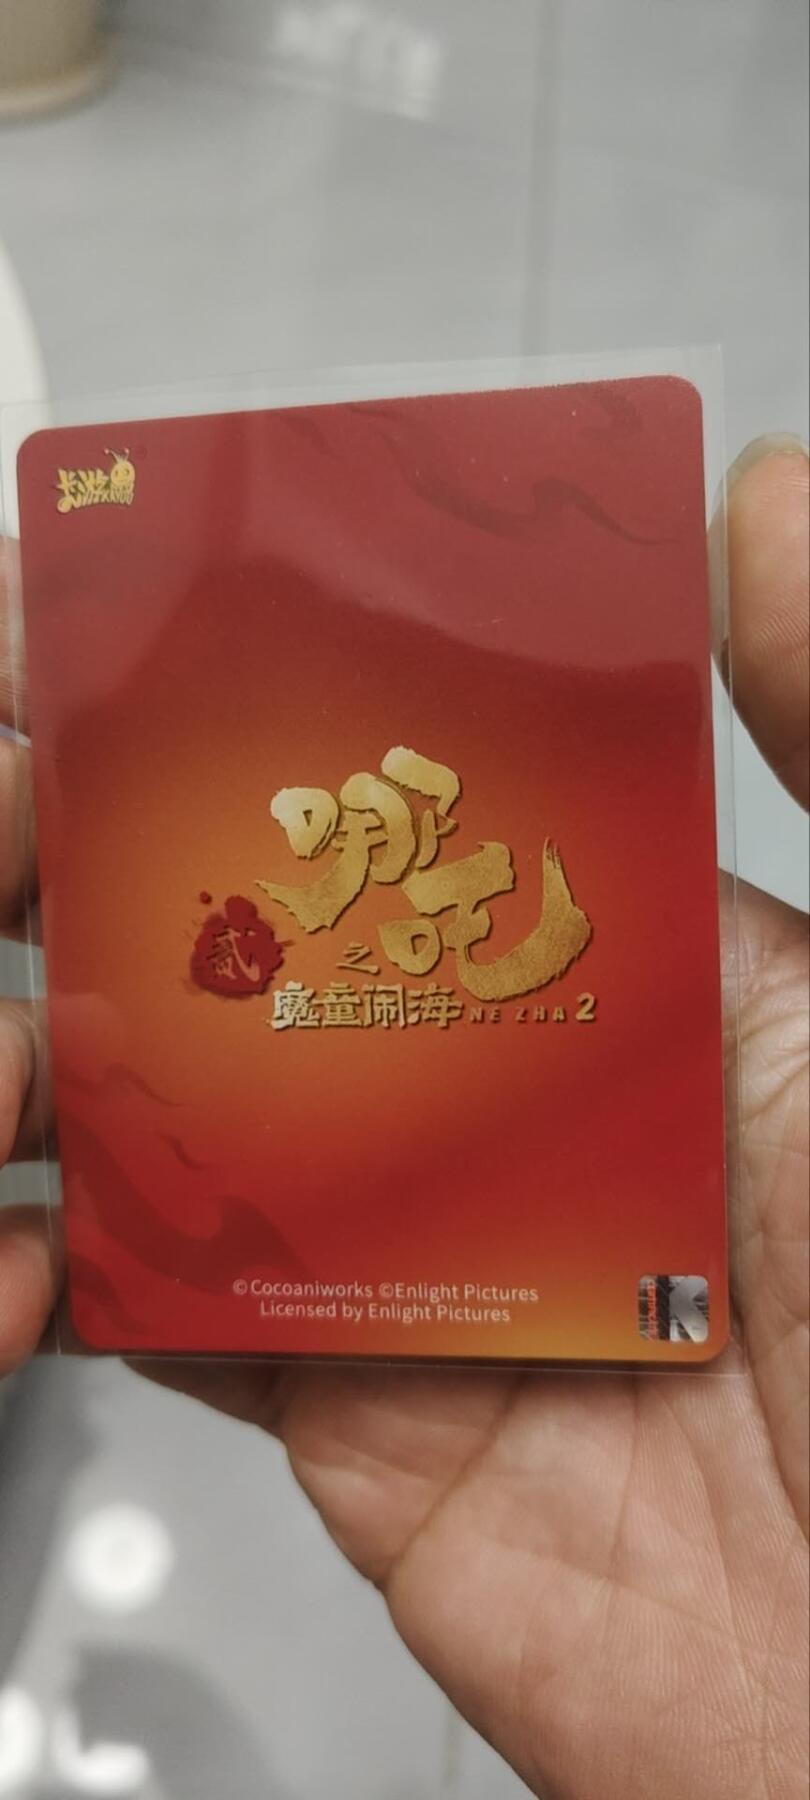 卡游 KAYOU
哪吒
贰
之
魔童闹海 NE ZHA 2
© Cocoaniworks ©Enlight Pictures
Licensed by Enlight Pictures